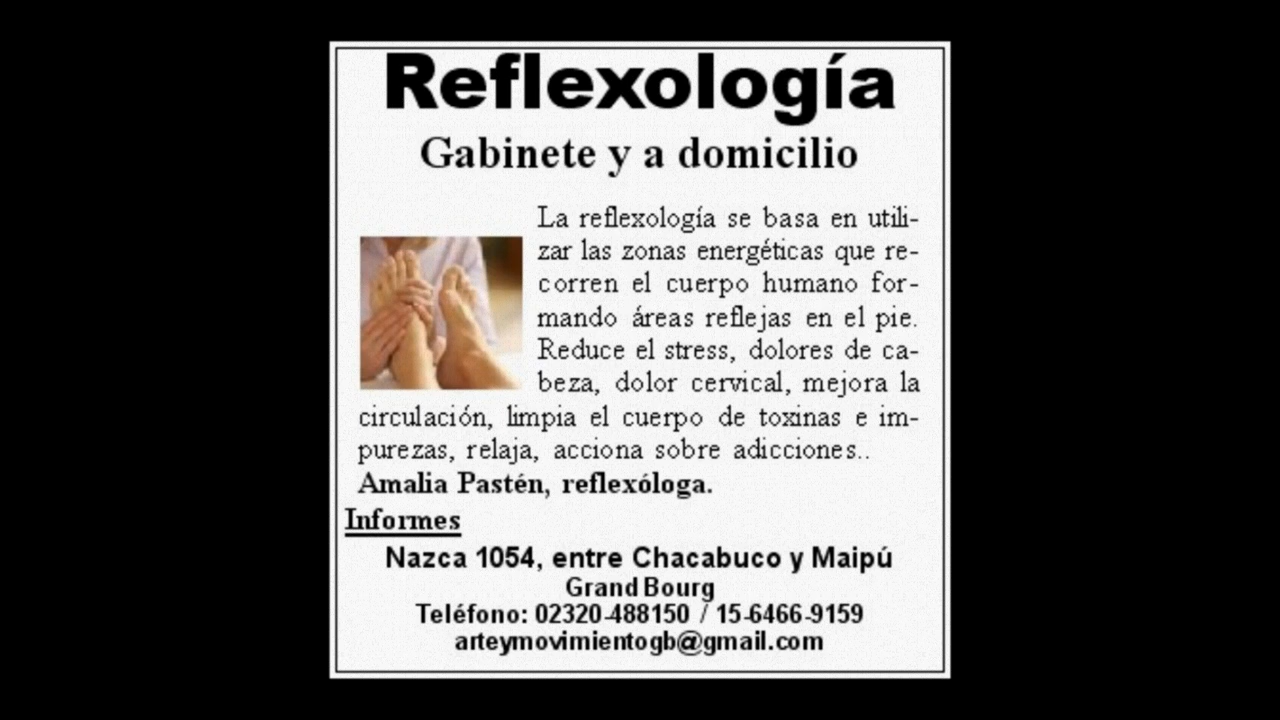 Reflexología
Gabinete y a domicilio
La reflexología se basa en utili-
zar las zonas energéticas que re-
corren el cuerpo humano for-
mando áreas reflejas en el pie.
Reduce el stress, dolores de ca-
beza, dolor cervical, mejora la
circulación, limpia el cuerpo de toxinas e im-
purezas, relaja, acciona sobre adicciones..
Amalia Pastén, reflexóloga.
Informes
Nazca 1054, entre Chacabuco y Maipú
Grand Bourg
Teléfono: 02320-488150 / 15-6466-9159
arteymovimientogb@gmail.com